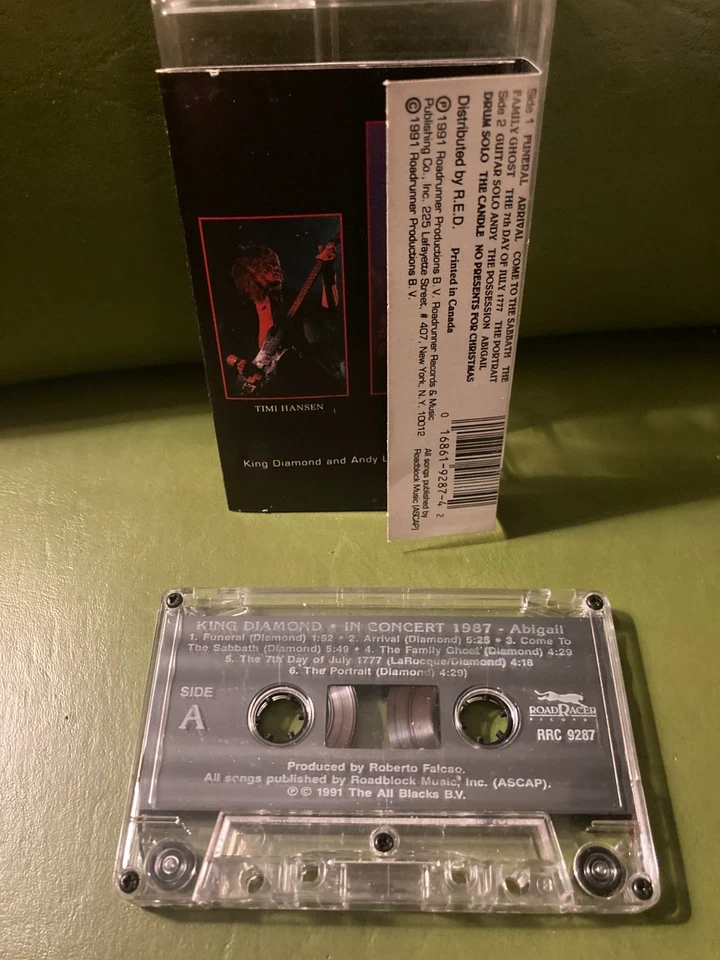 Side 1 FUNERAL ARRIVAL COME TO THE SABBATH THE
FAMILY GHOST THE 7th DAY OF JULY 1777 THE PORTRAIT
Side 2 GUITAR SOLO ANDY THE POSSESSION ABIGAIL
DRUM SOLO THE CANDLE NO PRESENTS FOR CHRISTMAS
Distributed by R.E.D. Printed in Canada
Ⓟ 1991 Roadrunner Productions B.V. Roadrunner Records & Music
Publishing Co., Inc. 225 Lafayette Street, # 407, New York, N.Y. 10012
© 1991 Roadrunner Productions B.V.
All songs published by
Roadblock Music (ASCAP)
0 16861-9287-4 2
TIMI HANSEN
King Diamond and Andy L
KING DIAMOND • IN CONCERT 1987 - Abigail
1. Funeral (Diamond) 1:52 • 2. Arrival (Diamond) 5:25 • 3. Come To
The Sabbath (Diamond) 5:49 • 4. The Family Ghost (Diamond) 4:29
5. The 7th Day of July 1777 (LaRocque/Diamond) 4:18
6. The Portrait (Diamond 4:29)
SIDE
A
ROADRACER
RECORDS
RRC 9287
Produced by Roberto Falcao.
All songs published by Roadblock Music, Inc. (ASCAP).
Ⓟ© 1991 The All Blacks B.V.